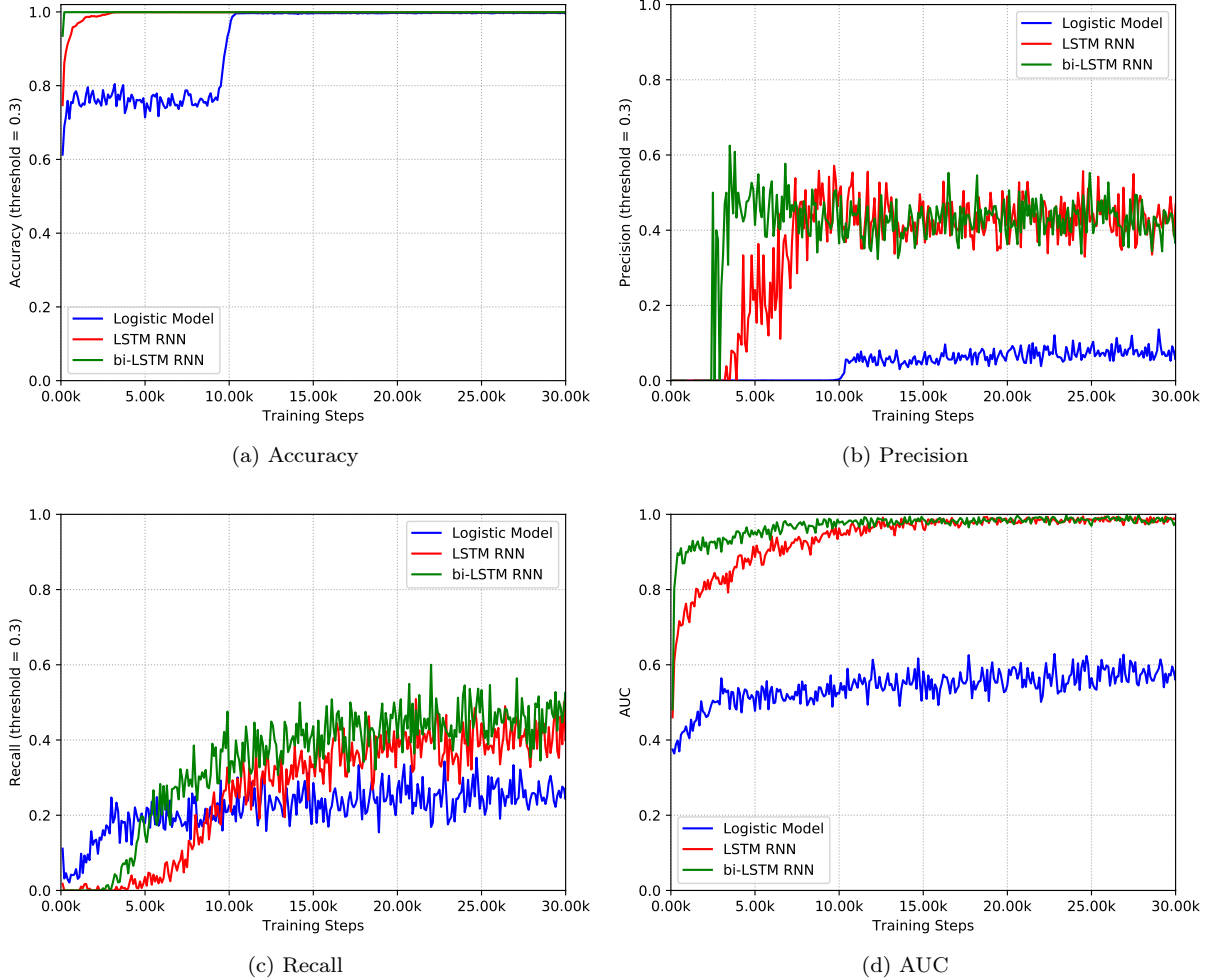 1.0
0.8
0.6
0.4
0.2
0.0
Accuracy (threshold = 0.3)
Logistic Model
LSTM RNN
bi-LSTM RNN
0.00k 5.00k 10.00k 15.00k 20.00k 25.00k 30.00k
Training Steps
(a) Accuracy
1.0
0.8
0.6
0.4
0.2
0.0
Precision (threshold = 0.3)
Logistic Model
LSTM RNN
bi-LSTM RNN
0.00k 5.00k 10.00k 15.00k 20.00k 25.00k 30.00k
Training Steps
(b) Precision
1.0
0.8
0.6
0.4
0.2
0.0
Recall (threshold = 0.3)
Logistic Model
LSTM RNN
bi-LSTM RNN
0.00k 5.00k 10.00k 15.00k 20.00k 25.00k 30.00k
Training Steps
(c) Recall
1.0
0.8
0.6
0.4
0.2
0.0
AUC
Logistic Model
LSTM RNN
bi-LSTM RNN
0.00k 5.00k 10.00k 15.00k 20.00k 25.00k 30.00k
Training Steps
(d) AUC